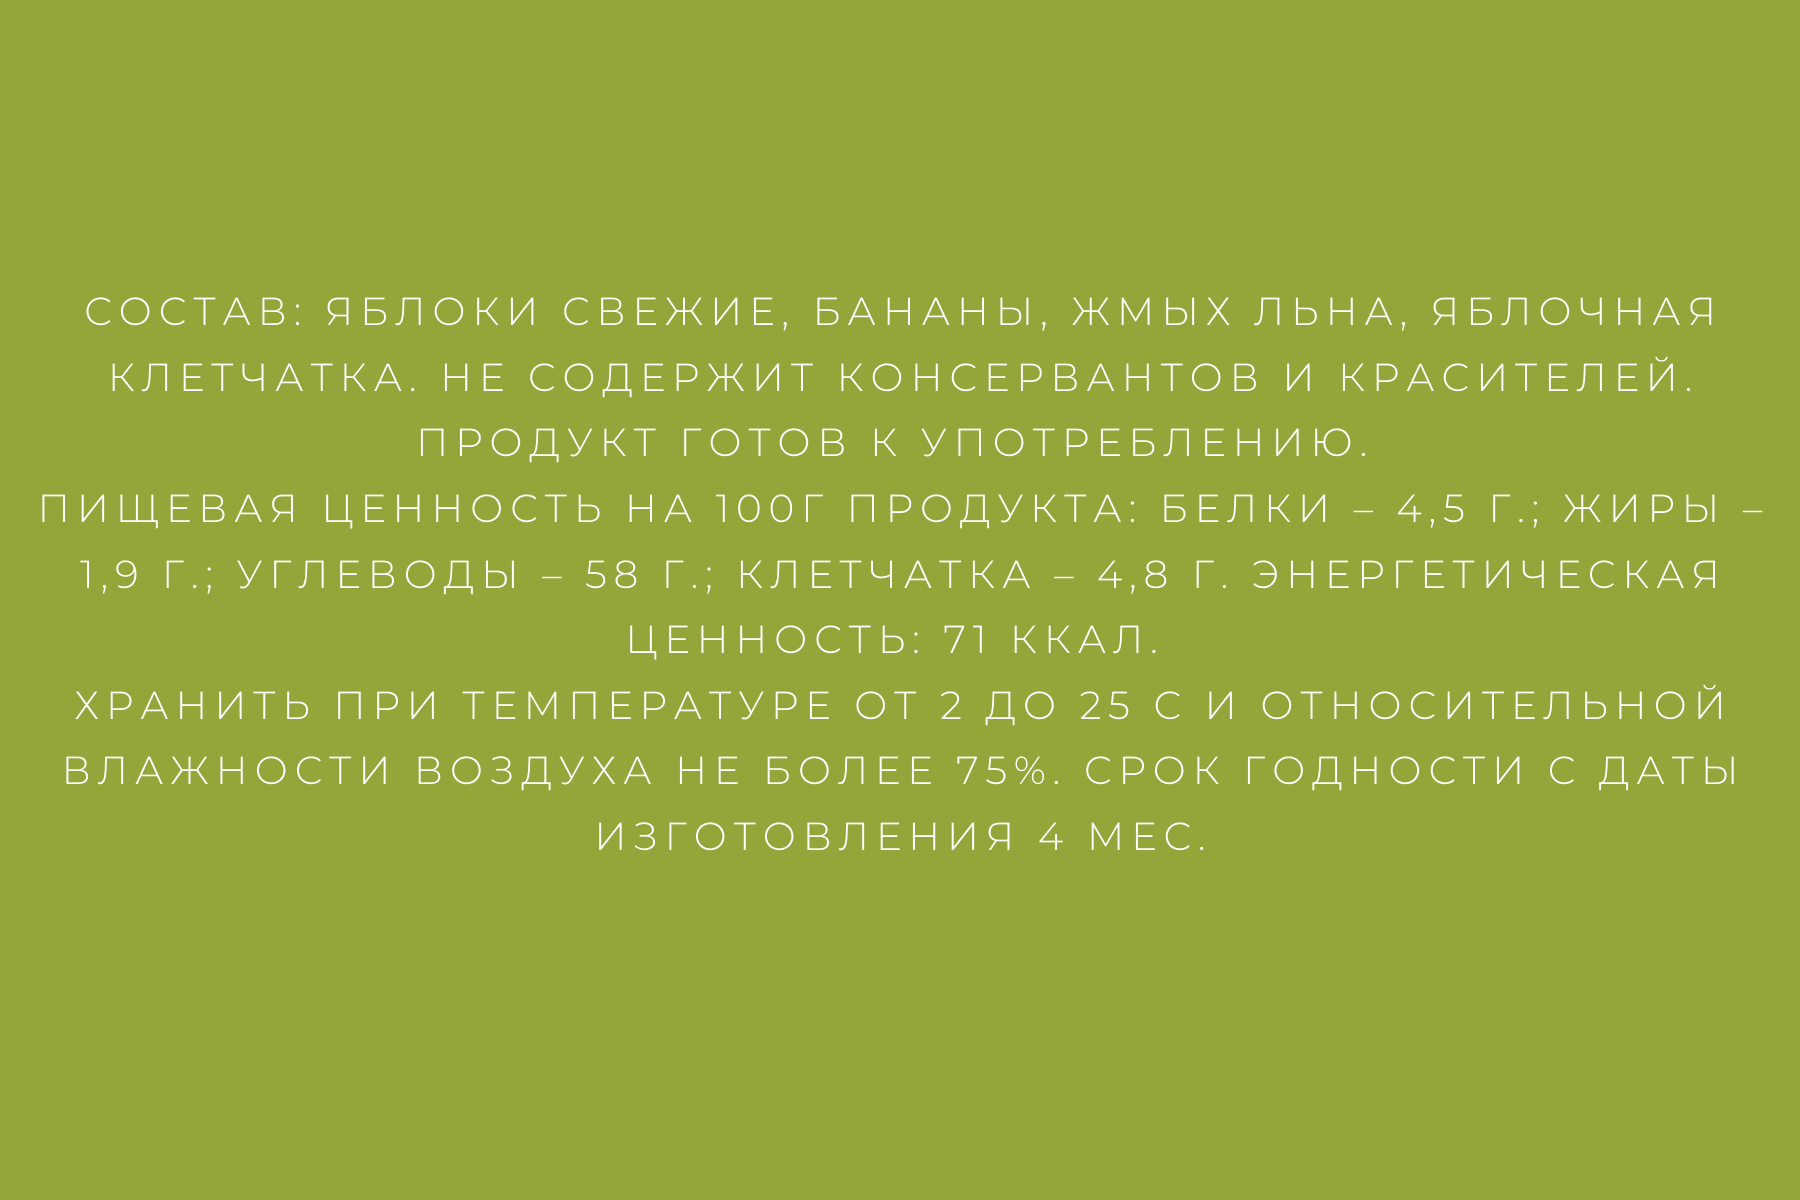 СОСТАВ: ЯБЛОКИ СВЕЖИЕ, БАНАНЫ, ЖМЫХ ЛЬНА, ЯБЛОЧНАЯ
КЛЕТЧАТКА. НЕ СОДЕРЖИТ КОНСЕРВАНТОВ И КРАСИТЕЛЕЙ.
ПРОДУКТ ГОТОВ К УПОТРЕБЛЕНИЮ.
ПИЩЕВАЯ ЦЕННОСТЬ НА 100Г ПРОДУКТА: БЕЛКИ – 4,5 Г.; ЖИРЫ –
1,9 Г.; УГЛЕВОДЫ – 58 Г.; КЛЕТЧАТКА – 4,8 Г. ЭНЕРГЕТИЧЕСКАЯ
ЦЕННОСТЬ: 71 ККАЛ.
ХРАНИТЬ ПРИ ТЕМПЕРАТУРЕ ОТ 2 ДО 25 С И ОТНОСИТЕЛЬНОЙ
ВЛАЖНОСТИ ВОЗДУХА НЕ БОЛЕЕ 75%. СРОК ГОДНОСТИ С ДАТЫ
ИЗГОТОВЛЕНИЯ 4 МЕС.